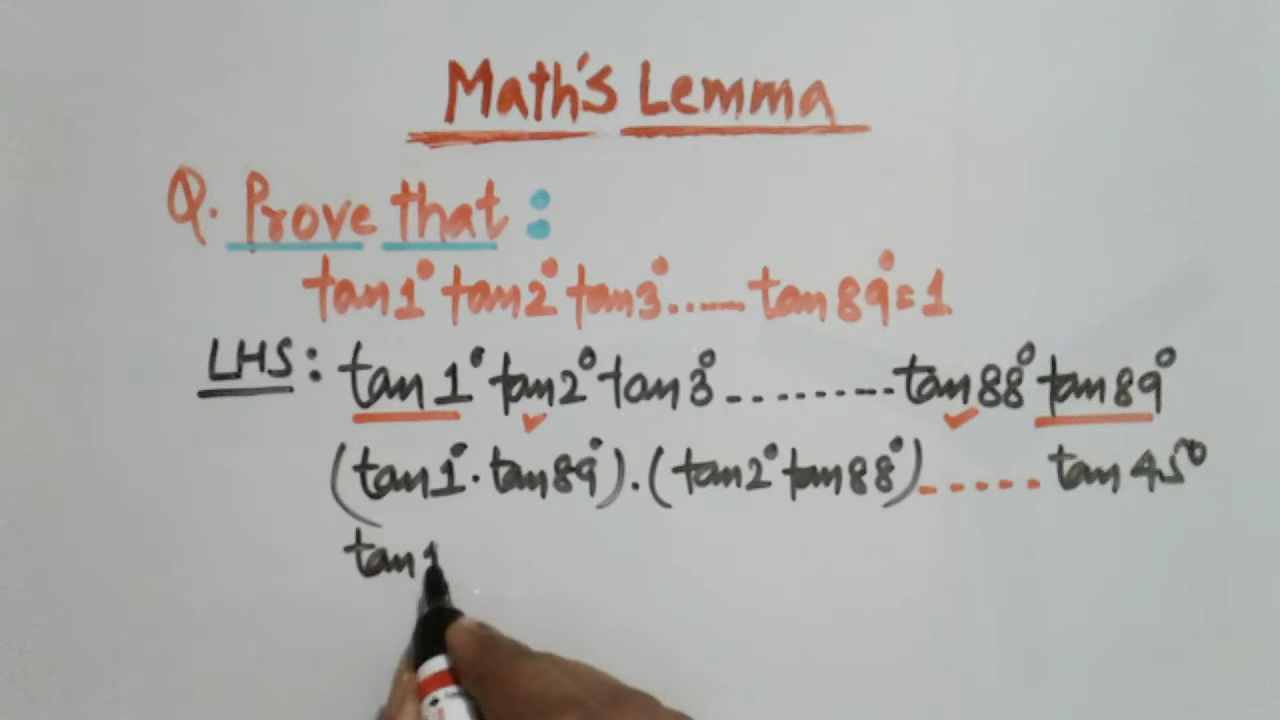 Math's Lemma
Q. Prove that :
tan1° tan2° tan3°...... tan89°=1
LHS: tan1° tan2° tan3° --------- tan88° tan89°
(tan1°. tan89°).(tan2° tan88°)------ tan45°
tan1